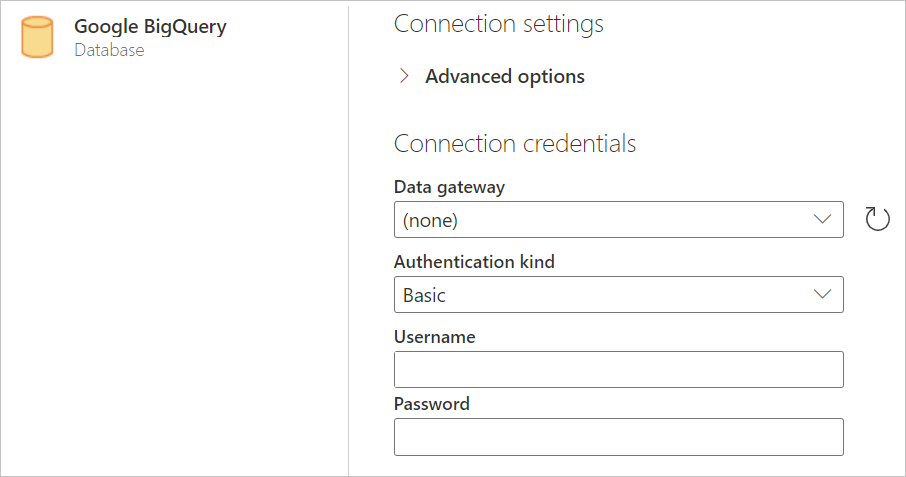 Google BigQuery
Database
Connection settings
Advanced options
Connection credentials
Data gateway
(none)
Authentication kind
Basic
Username
Password